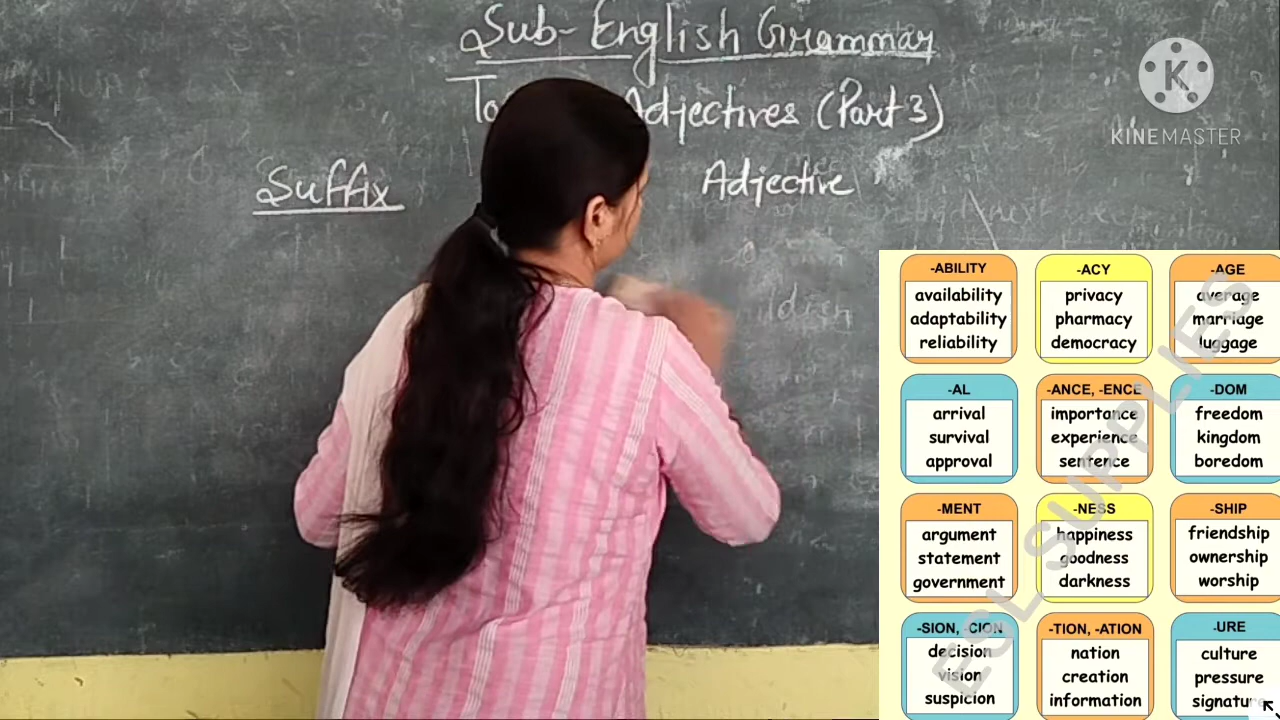 Sub- English Grammar
Adjectives (Part 3)
Suffix
Adjective
KINEMASTER
-ABILITY
availability
adaptability
reliability
-ACY
privacy
pharmacy
democracy
-AGE
average
marriage
luggage
-AL
arrival
survival
approval
-ANCE, -ENCE
importance
experience
sentence
-DOM
freedom
kingdom
boredom
-MENT
argument
statement
government
-NESS
happiness
goodness
darkness
-SHIP
friendship
ownership
worship
-SION, -CION
decision
vision
suspicion
-TION, -ATION
nation
creation
information
-URE
culture
pressure
signature
ESL SUPPLIES